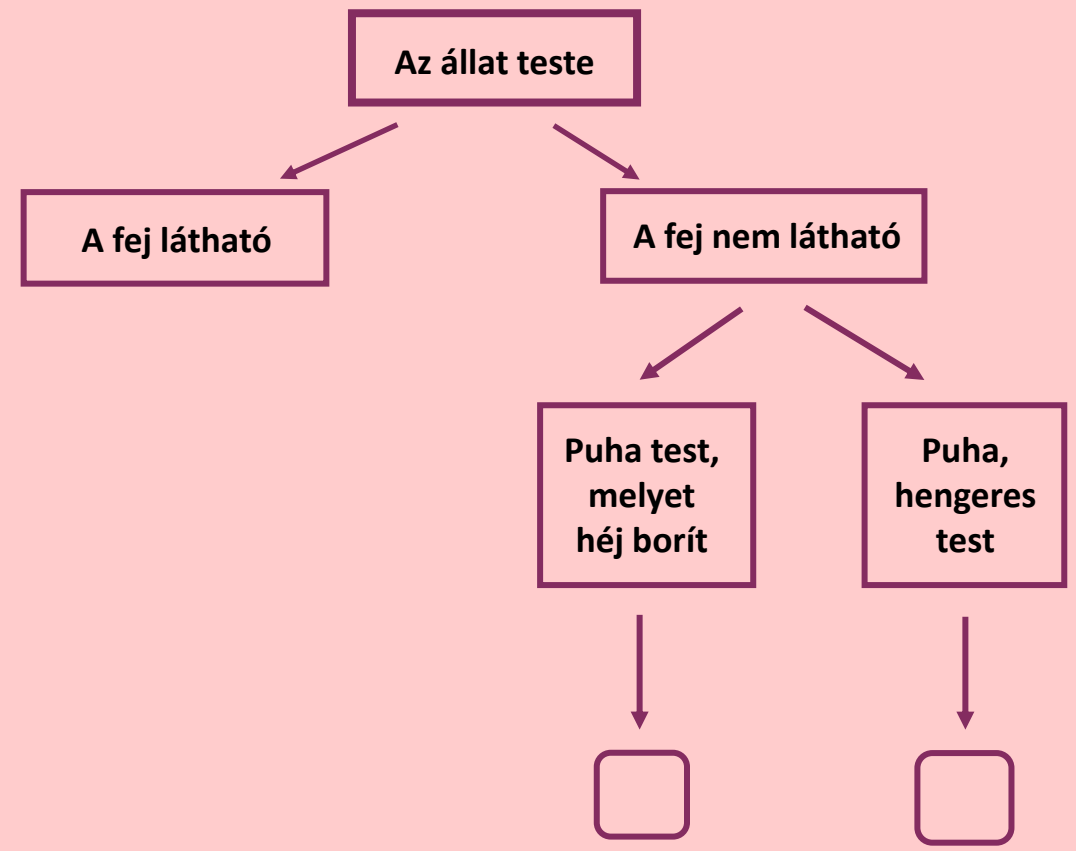 Az állat teste
A fej látható
A fej nem látható
Puha test,
melyet
héj borít
Puha,
hengeres
test